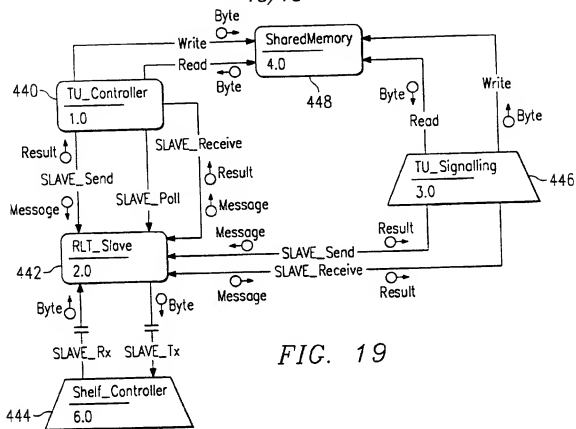 Byte
Write
SharedMemory
4.0
Read
Byte
448
440
TU_Controller
1.0
SLAVE_Receive
Byte
Read
Write
Byte
Result
SLAVE_Send
Message
SLAVE_Poll
Result
Message
TU_Signalling
3.0
446
RLT_Slave
2.0
442
Message
SLAVE_Send
Result
SLAVE_Receive
Message
Result
Byte
Byte
SLAVE_Rx
SLAVE_Tx
FIG. 19
Shelf_Controller
6.0
444